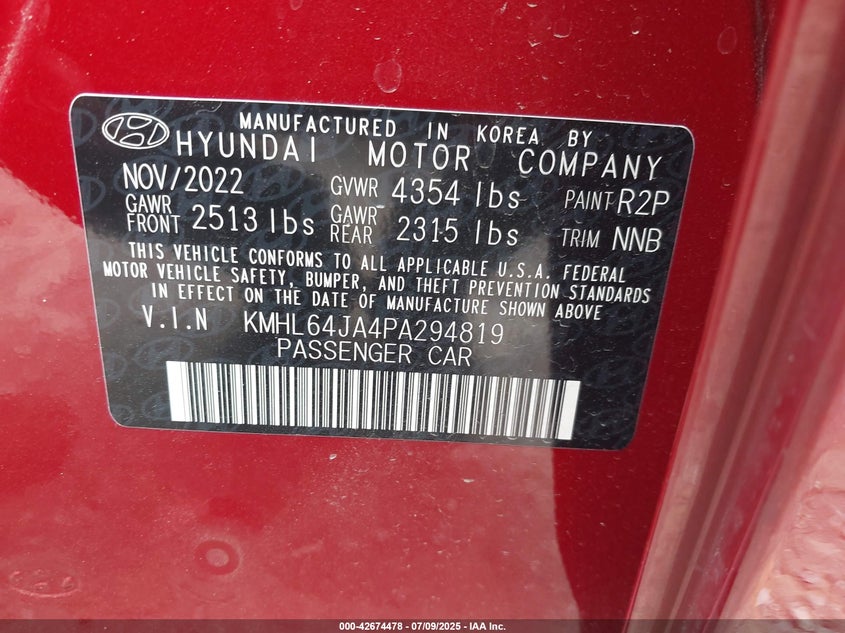 MANUFACTURED IN KOREA BY
HYUNDAI MOTOR COMPANY
NOV/2022 GVWR 4354 lbs PAINT R2P
GAWR FRONT 2513 lbs GAWR REAR 2315 lbs TRIM NNB
THIS VEHICLE CONFORMS TO ALL APPLICABLE U.S.A. FEDERAL
MOTOR VEHICLE SAFETY, BUMPER, AND THEFT PREVENTION STANDARDS
IN EFFECT ON THE DATE OF MANUFACTURE SHOWN ABOVE
V.I.N KMHL64JA4PA294819
PASSENGER CAR
000-42674478 - 07/09/2025 - IAA Inc.